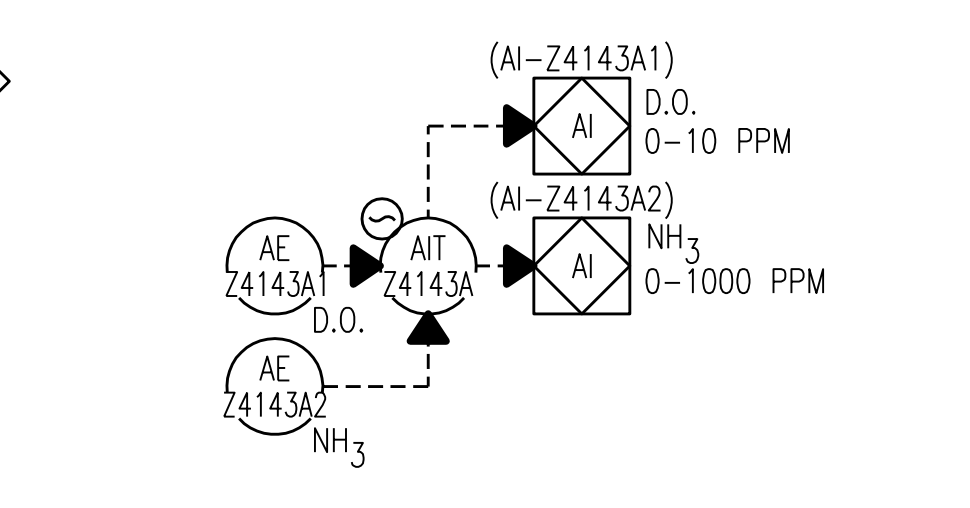 (AI-Z4143A1)
AI
D.O.
0-10 PPM
(AI-Z4143A2)
AI
NH3
0-1000 PPM
AE
Z4143A1
D.O.
AIT
Z4143A
AE
Z4143A2
NH3